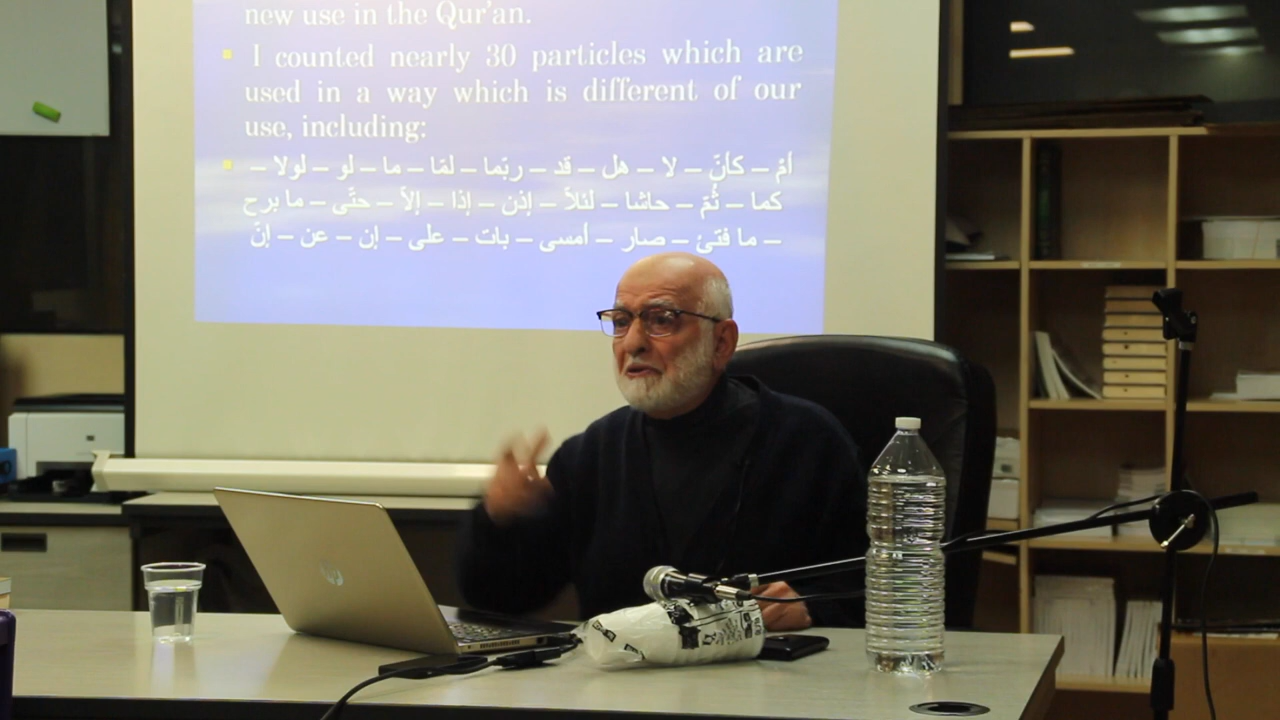 new use in the Qur'an.
I counted nearly 30 particles which are
used in a way which is different of our
use, including:
أمْ – كأنّ – لا – هل – قد – ربّما – لمّا – ما – لو – لولا –
كما – ثُمّ – حاشا – لئلاّ – إذن – إذا – إلاّ – حتّى – ما برح
– ما فتئ – صار – أمسى – بات – على – إن – عن – إنّ
hp